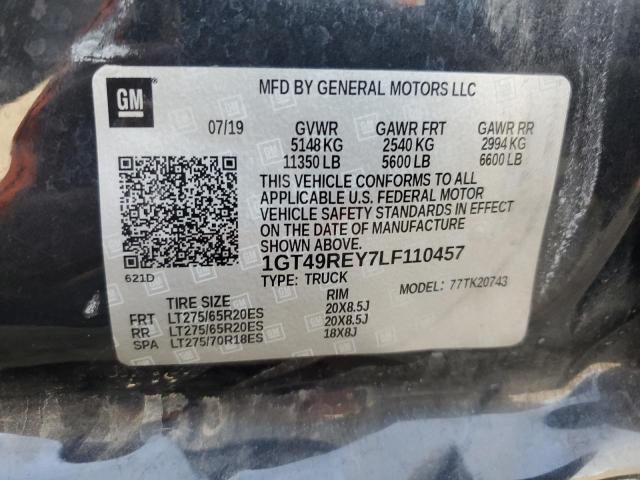 GM
MFD BY GENERAL MOTORS LLC
07/19 GVWR GAWR FRT GAWR RR
5148 KG 2540 KG 2994 KG
11350 LB 5600 LB 6600 LB
THIS VEHICLE CONFORMS TO ALL
APPLICABLE U.S. FEDERAL MOTOR
VEHICLE SAFETY STANDARDS IN EFFECT
ON THE DATE OF MANUFACTURE
SHOWN ABOVE.
1GT49REY7LF110457
621D
TYPE: TRUCK MODEL: 77TK20743
TIRE SIZE RIM
FRT LT275/65R20ES 20X8.5J
RR LT275/65R20ES 20X8.5J
SPA LT275/70R18ES 18X8J